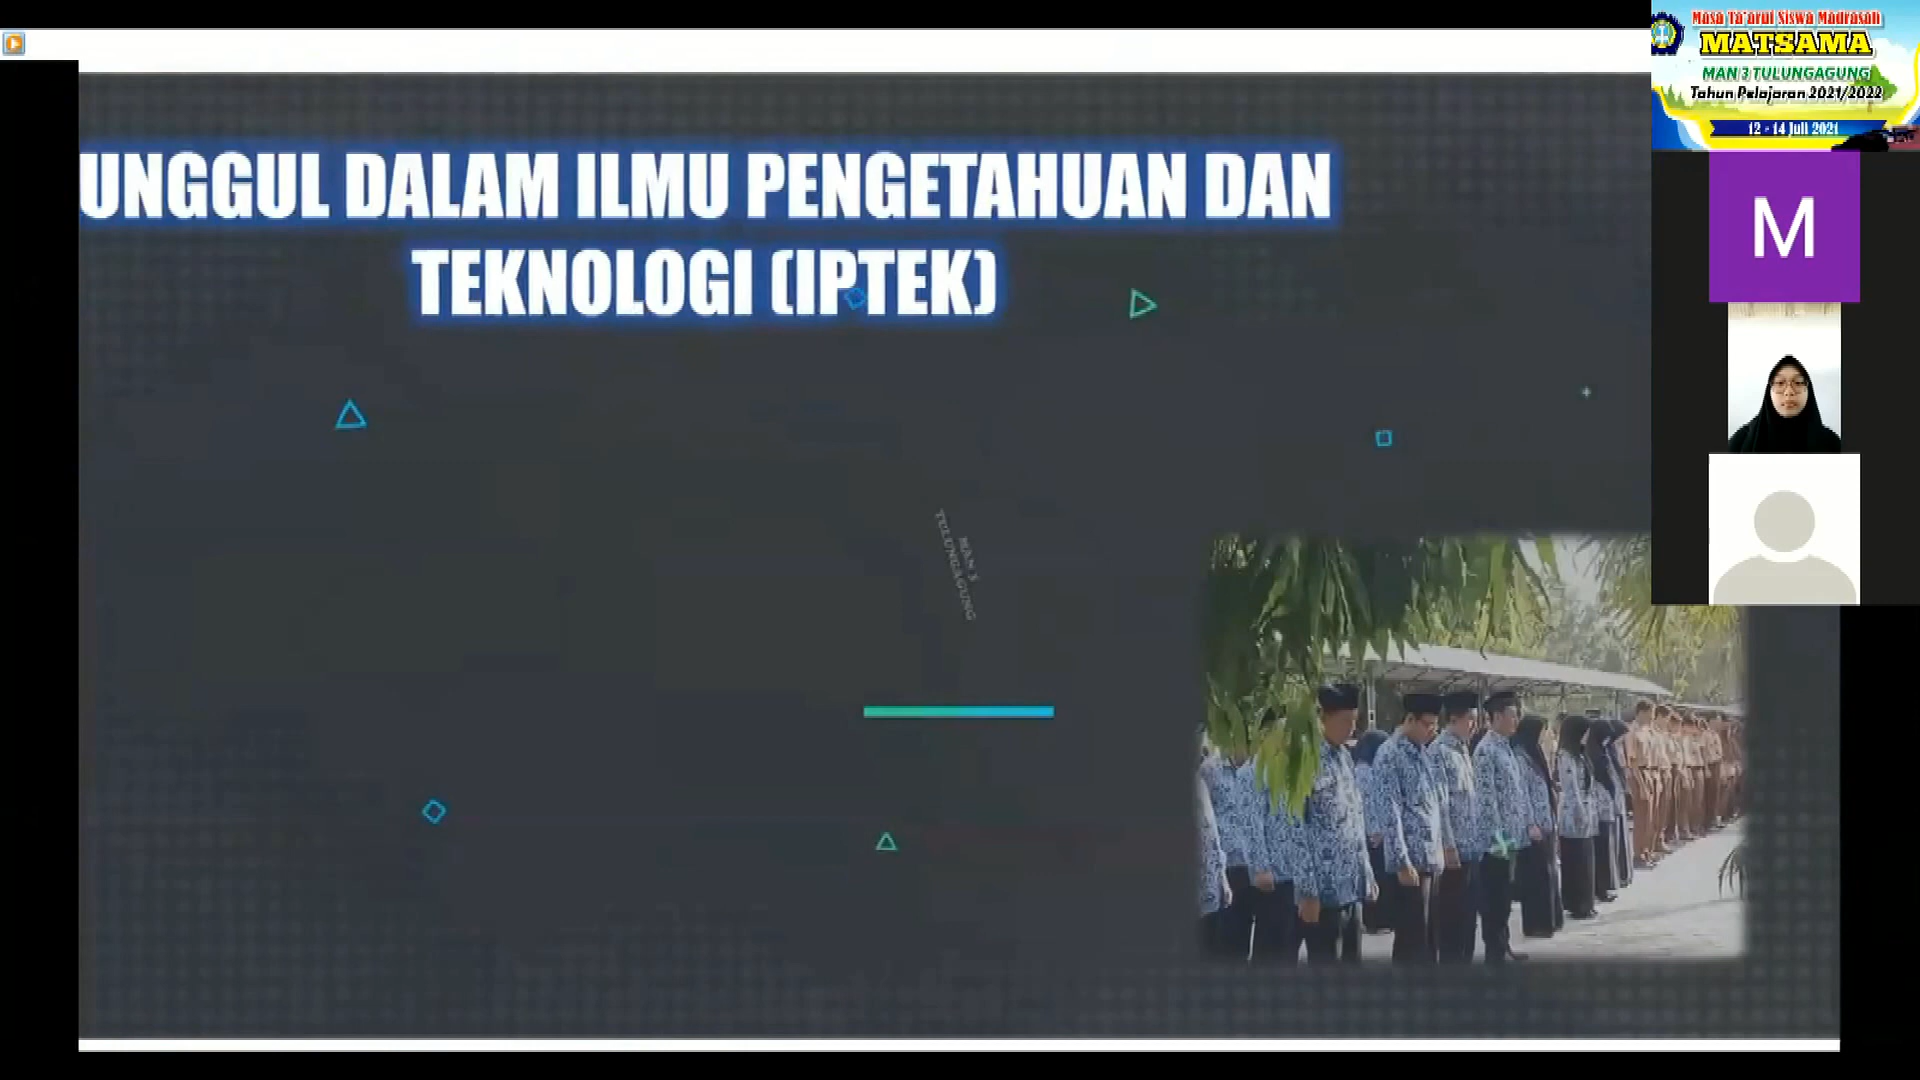 UNGGUL DALAM ILMU PENGETAHUAN DAN
TEKNOLOGI (IPTEK)
MAN 3
TULUNGAGUNG
Masa Ta'aruf Siswa Madrasah
MATSAMA
MAN 3 TULUNGAGUNG
Tahun Pelajaran 2021/2022
12 - 14 Juli 2021
M